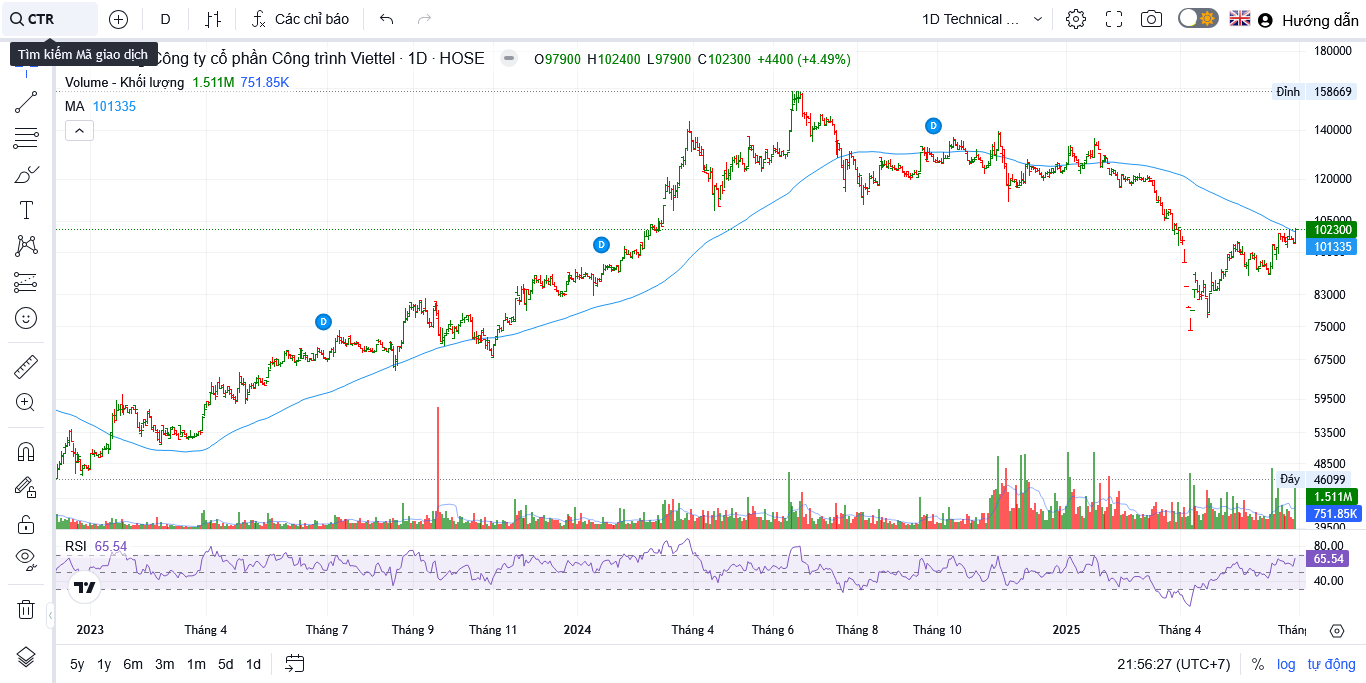 CTR
D
Các chỉ báo
1D Technical ...
Hướng dẫn
Tìm kiếm Mã giao dịch
Công ty cổ phần Công trình Viettel · 1D · HOSE
O97900 H102400 L97900 C102300 +4400 (+4.49%)
Volume - Khối lượng 1.511M 751.85K
MA 101335
180000
Đỉnh 158669
140000
D
120000
105000
102300
D
101335
83000
D
75000
67500
59500
53500
48500
Đáy 46099
1.511M
751.85K
39500
RSI 65.54
80.00
65.54
40.00
2023 Tháng 4 Tháng 7 Tháng 9 Tháng 11 2024 Tháng 4 Tháng 6 Tháng 8 Tháng 10 2025 Tháng 4 Tháng
5y 1y 6m 3m 1m 5d 1d
21:56:27 (UTC+7) % log tự động